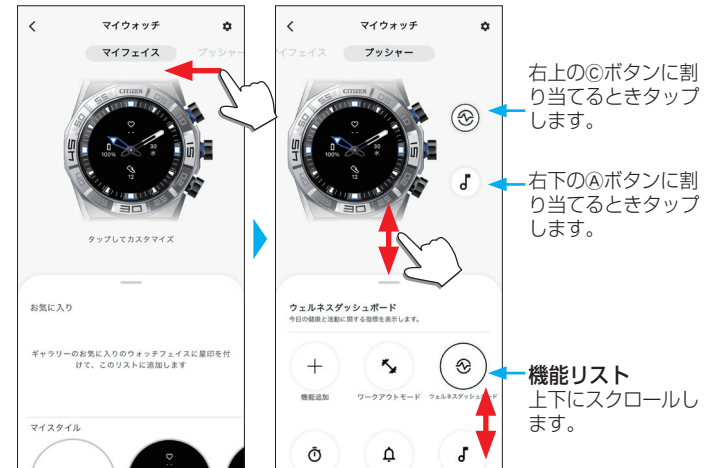 マイウォッチ
マイフェイス
プッシャー
CITIZEN
100%
30
水
12
タップしてカスタマイズ
お気に入り
ギャラリーのお気に入りのウォッチフェイスに星印を付
けて、このリストに追加します
マイスタイル
マイウォッチ
イフェイス
プッシャー
CITIZEN
100%
30
水
12
ウェルネスダッシュボード
今日の健康と活動に関する指標を表示します。
機能追加
ワークアウトモード
ウェルネスダッシュボード
右上のⒸボタンに割
り当てるときタップ
します。
右下のⒶボタンに割
り当てるときタップ
します。
機能リスト
上下にスクロールし
ます。